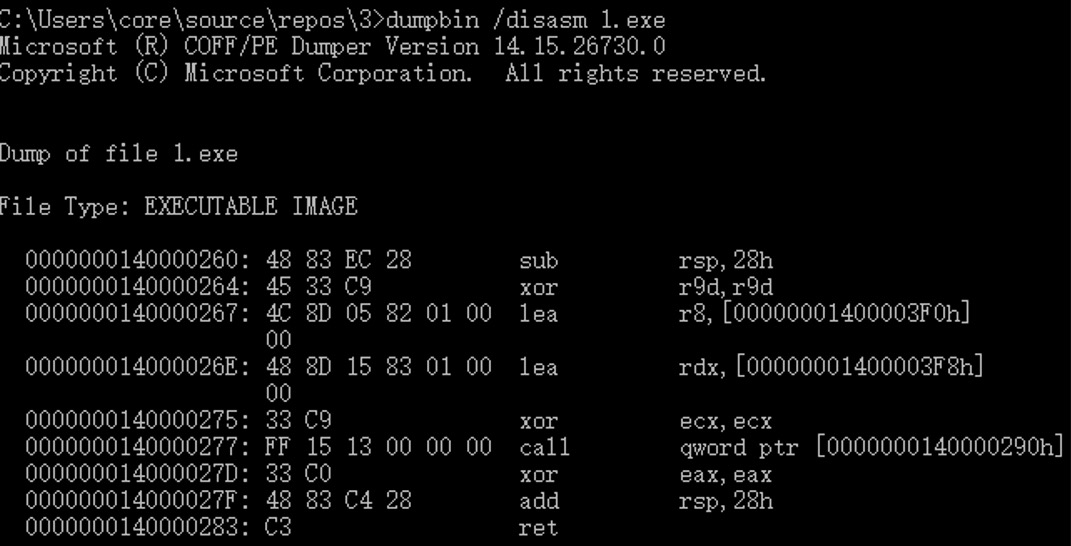 C:\Users\core\source\repos\3>dumpbin /disasm 1.exe
Microsoft (R) COFF/PE Dumper Version 14.15.26730.0
Copyright (C) Microsoft Corporation.  All rights reserved.
Dump of file 1.exe
File Type: EXECUTABLE IMAGE
0000000140000260: 48 83 EC 28 sub rsp,28h
0000000140000264: 45 33 C9 xor r9d,r9d
0000000140000267: 4C 8D 05 82 01 00 lea r8,[00000001400003F0h]
00
000000014000026E: 48 8D 15 83 01 00 lea rdx,[00000001400003F8h]
00
0000000140000275: 33 C9 xor ecx,ecx
0000000140000277: FF 15 13 00 00 00 call qword ptr [0000000140000290h]
000000014000027D: 33 C0 xor eax,eax
000000014000027F: 48 83 C4 28 add rsp,28h
0000000140000283: C3 ret